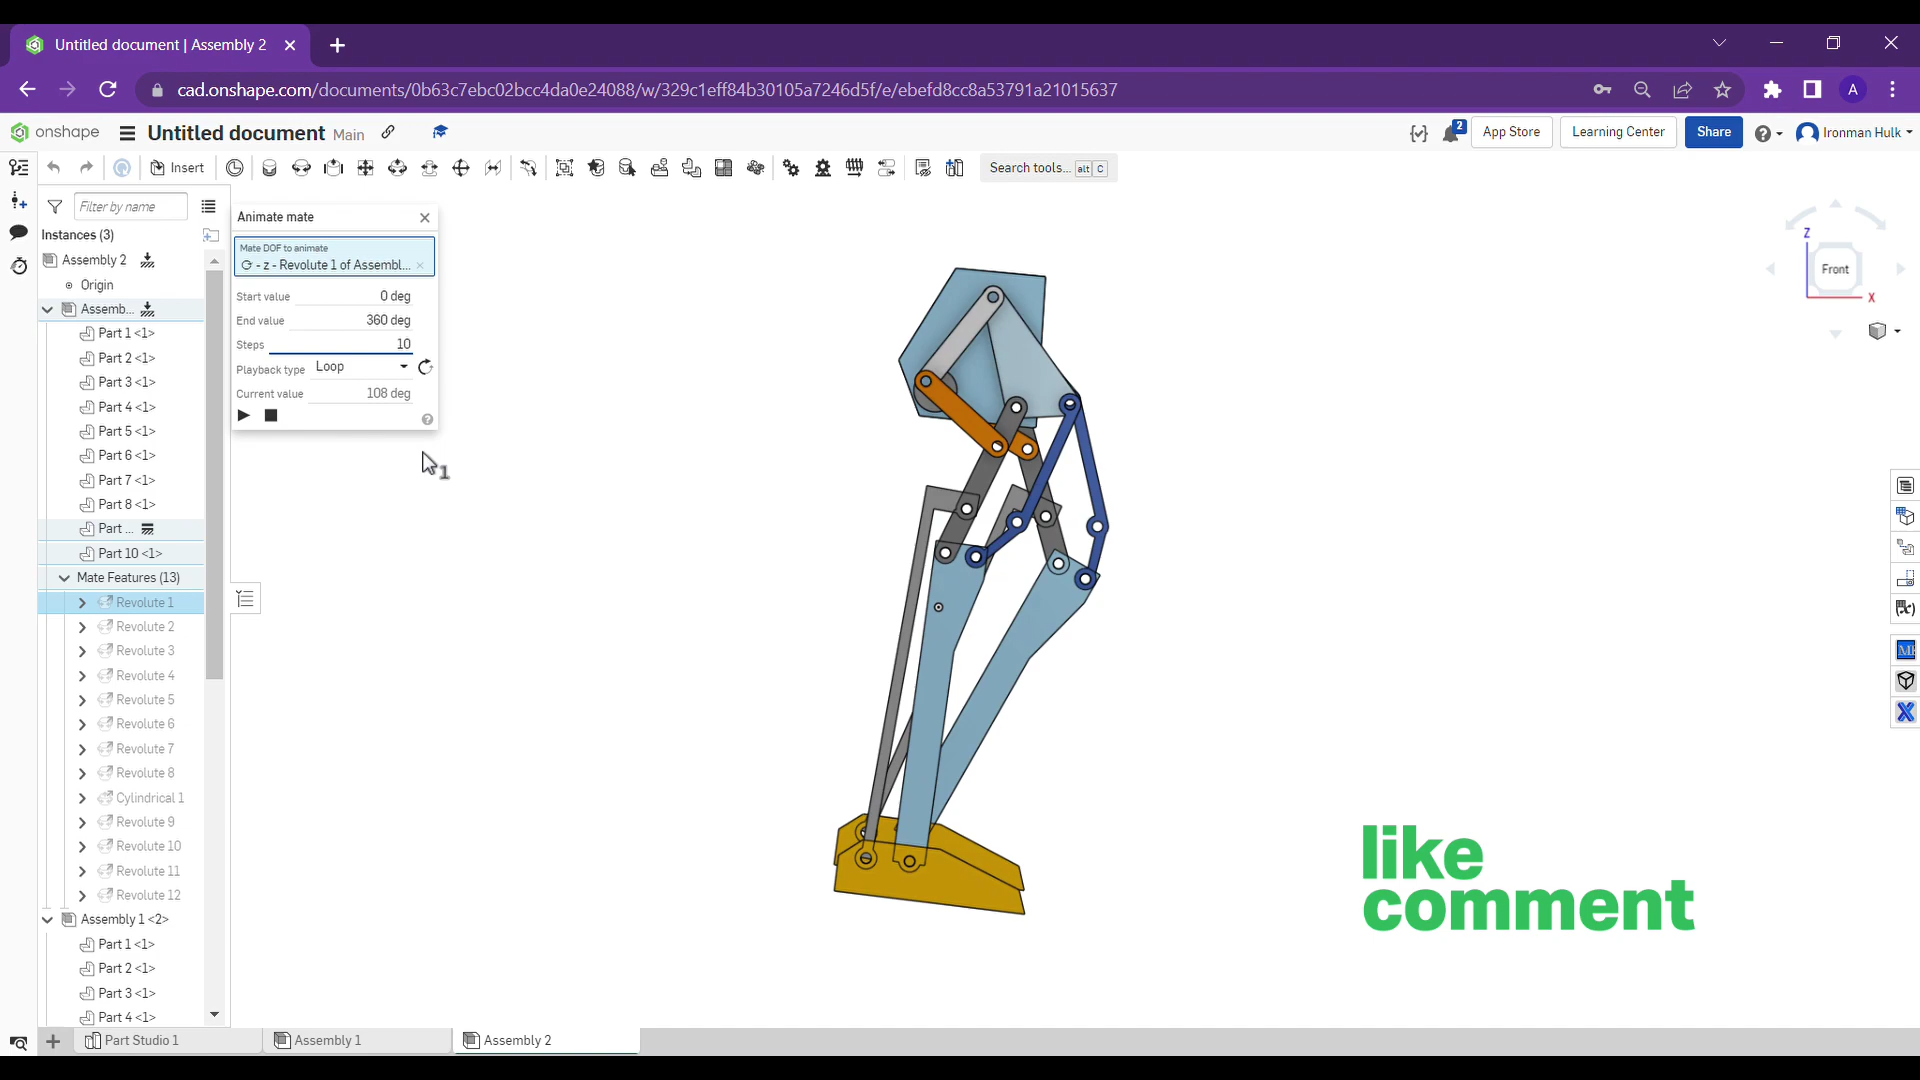 Untitled document | Assembly 2
cad.onshape.com/documents/0b63c7ebc02bcc4da0e24088/w/329c1eff84b30105a7246d5f/e/ebefd8cc8a53791a21015637
A
onshape
Untitled document Main
2
App Store
Learning Center
Share
Ironman Hulk
Insert
Search tools... alt C
Filter by name
Instances (3)
Assembly 2
Origin
Assemb...
Part 1 <1>
Part 2 <1>
Part 3 <1>
Part 4 <1>
Part 5 <1>
Part 6 <1>
Part 7 <1>
Part 8 <1>
Part ...
Part 10 <1>
Mate Features (13)
Revolute 1
Revolute 2
Revolute 3
Revolute 4
Revolute 5
Revolute 6
Revolute 7
Revolute 8
Cylindrical 1
Revolute 9
Revolute 10
Revolute 11
Revolute 12
Assembly 1 <2>
Part 1 <1>
Part 2 <1>
Part 3 <1>
Part 4 <1>
Animate mate
Mate DOF to animate
- z - Revolute 1 of Assembl...
Start value 0 deg
End value 360 deg
Steps 10
Playback type Loop
Current value 108 deg
1
Z
Front
X
like
comment
Part Studio 1
Assembly 1
Assembly 2